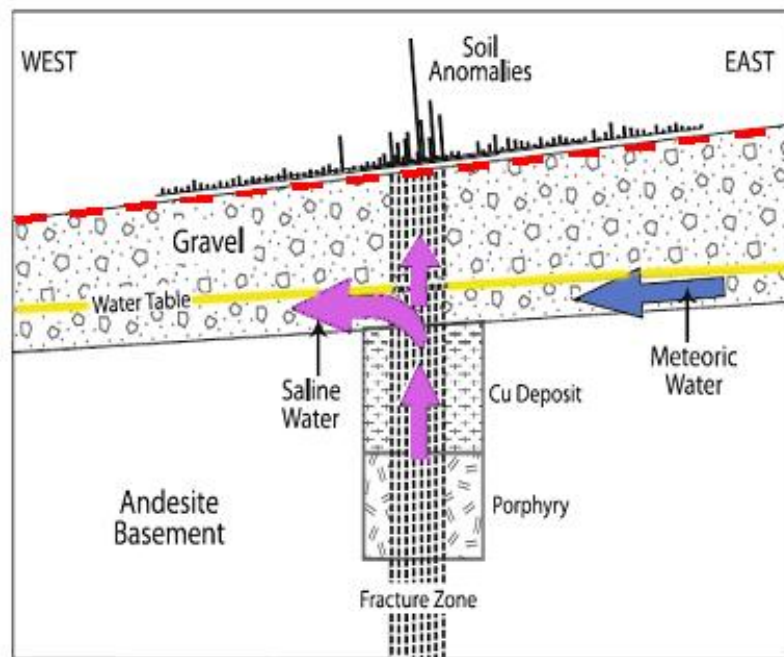 WEST
Soil
Anomalies
EAST
Gravel
Water Table
Saline
Water
Meteoric
Water
Cu Deposit
Andesite
Basement
Porphyry
Fracture Zone